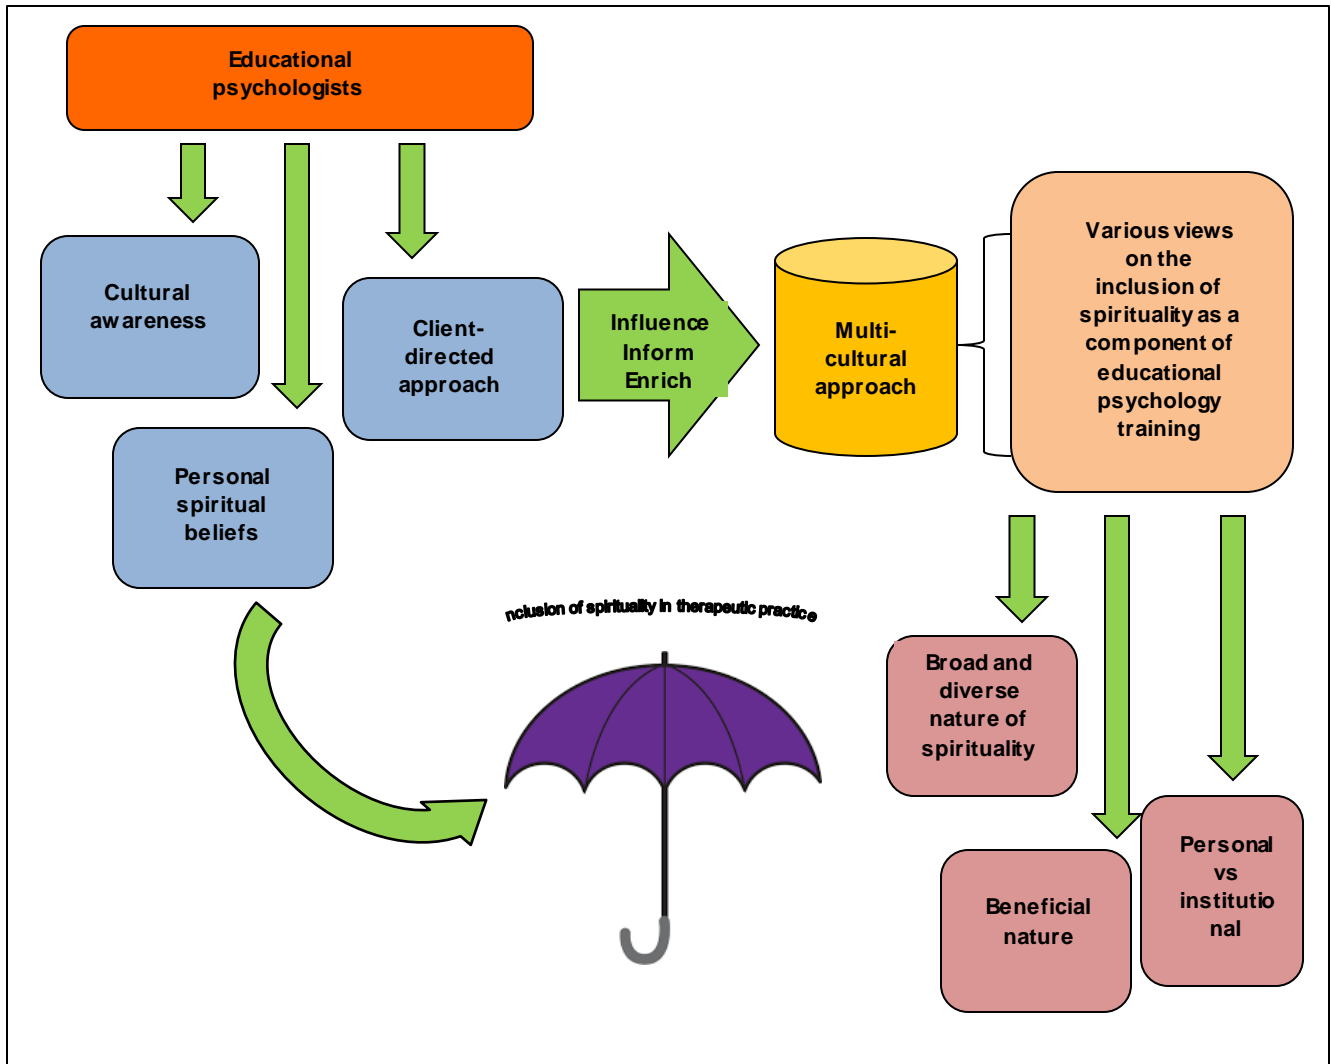 Educational
psychologists
Cultural
awareness
Client-
directed
approach
Personal
spiritual
beliefs
Influence
Inform
Enrich
Multi-
cultural
approach
Various views
on the
inclusion of
spirituality as a
component of
educational
psychology
training
nclusion of spirituality in therapeutic practice
Broad and
diverse
nature of
spirituality
Beneficial
nature
Personal
vs
institutio
nal